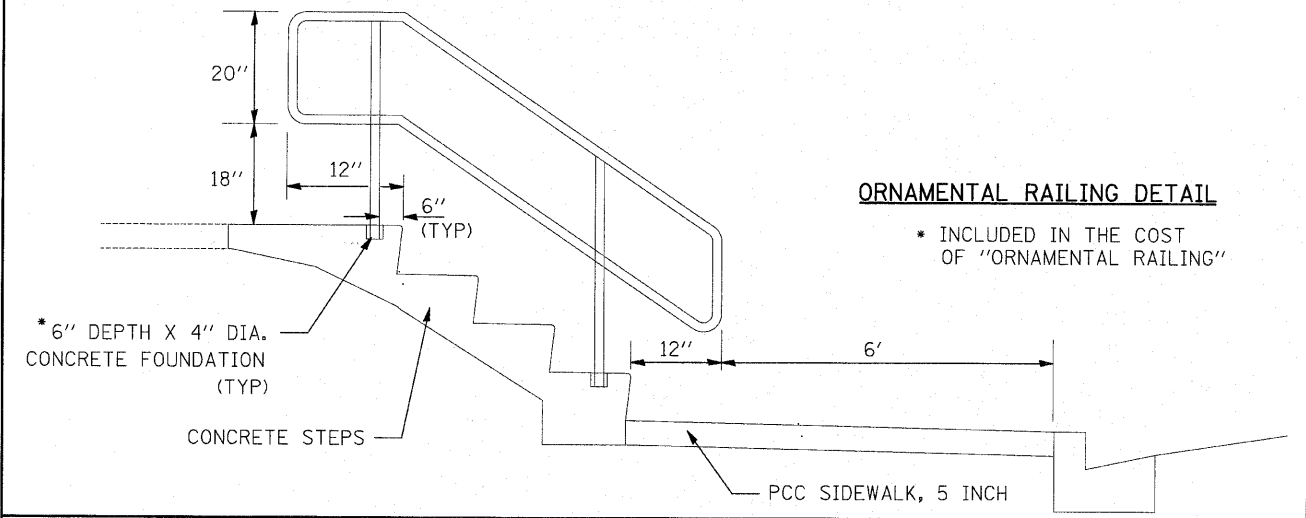 20''
18''
12''
6''
(TYP)
ORNAMENTAL RAILING DETAIL
* INCLUDED IN THE COST
OF "ORNAMENTAL RAILING"
* 6'' DEPTH X 4'' DIA.
CONCRETE FOUNDATION
(TYP)
12''
6'
CONCRETE STEPS
PCC SIDEWALK, 5 INCH